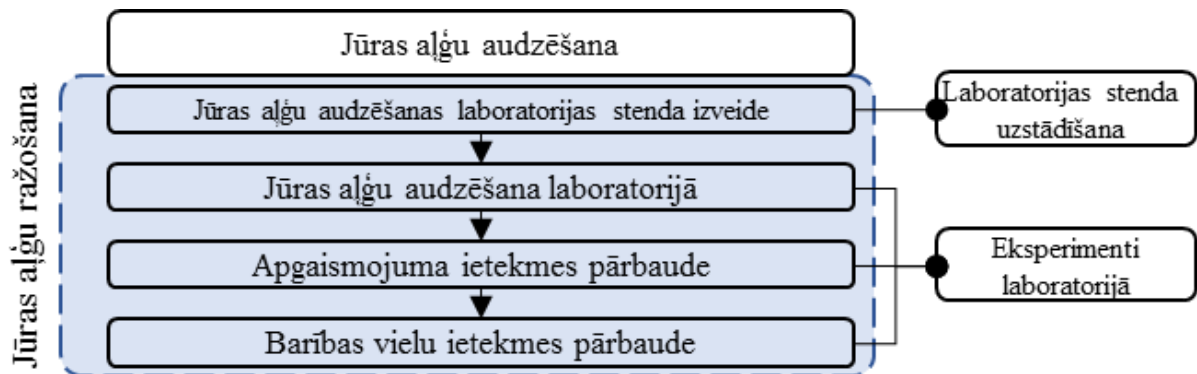 Jūras aļģu audzēšana
Jūras aļģu ražošana
Jūras aļģu audzēšanas laboratorijas stenda izveide
Laboratorijas stenda
uzstādīšana
Jūras aļģu audzēšana laboratorijā
Apgaismojuma ietekmes pārbaude
Eksperimenti
laboratorijā
Barības vielu ietekmes pārbaude